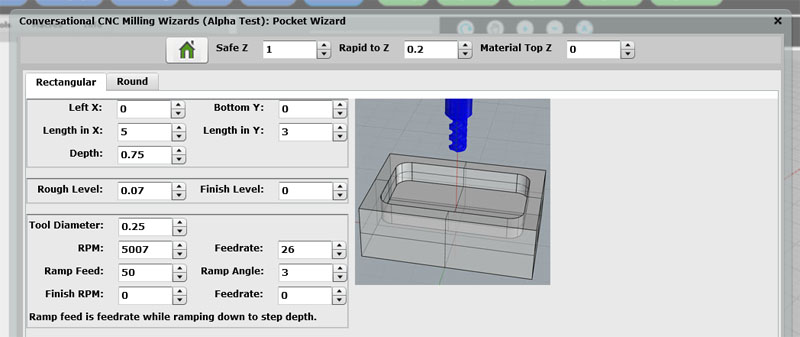 Conversational CNC Milling Wizards (Alpha Test): Pocket Wizard
Safe Z 1 Rapid to Z 0.2 Material Top Z 0
Rectangular Round
Left X: 0 Bottom Y: 0
Length in X: 5 Length in Y: 3
Depth: 0.75
Rough Level: 0.07 Finish Level: 0
Tool Diameter: 0.25
RPM: 5007 Feedrate: 26
Ramp Feed: 50 Ramp Angle: 3
Finish RPM: 0 Feedrate: 0
Ramp feed is feedrate while ramping down to step depth.